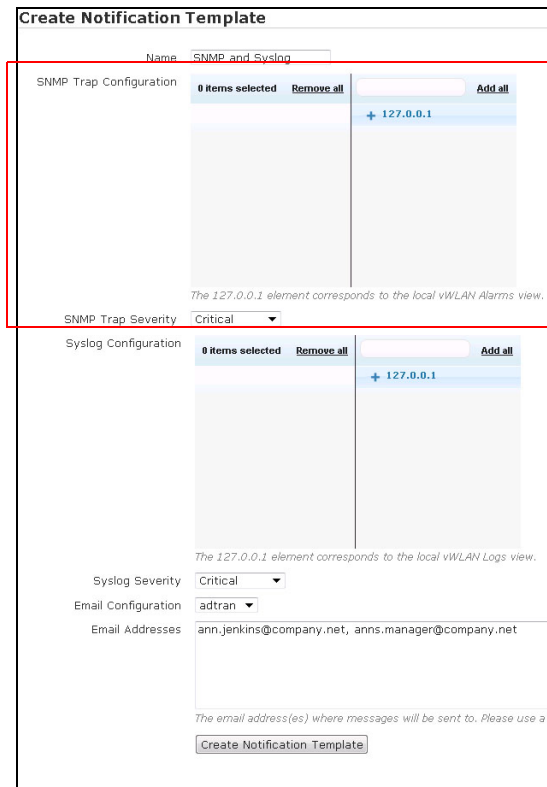 Create Notification Template
Name SNMP and Syslog
SNMP Trap Configuration
0 items selected Remove all Add all
+ 127.0.0.1
The 127.0.0.1 element corresponds to the local vWLAN Alarms view.
SNMP Trap Severity Critical
Syslog Configuration
0 items selected Remove all Add all
+ 127.0.0.1
The 127.0.0.1 element corresponds to the local vWLAN Logs view.
Syslog Severity Critical
Email Configuration adtran
Email Addresses ann.jenkins@company.net, anns.manager@company.net
The email address(es) where messages will be sent to. Please use a
Create Notification Template